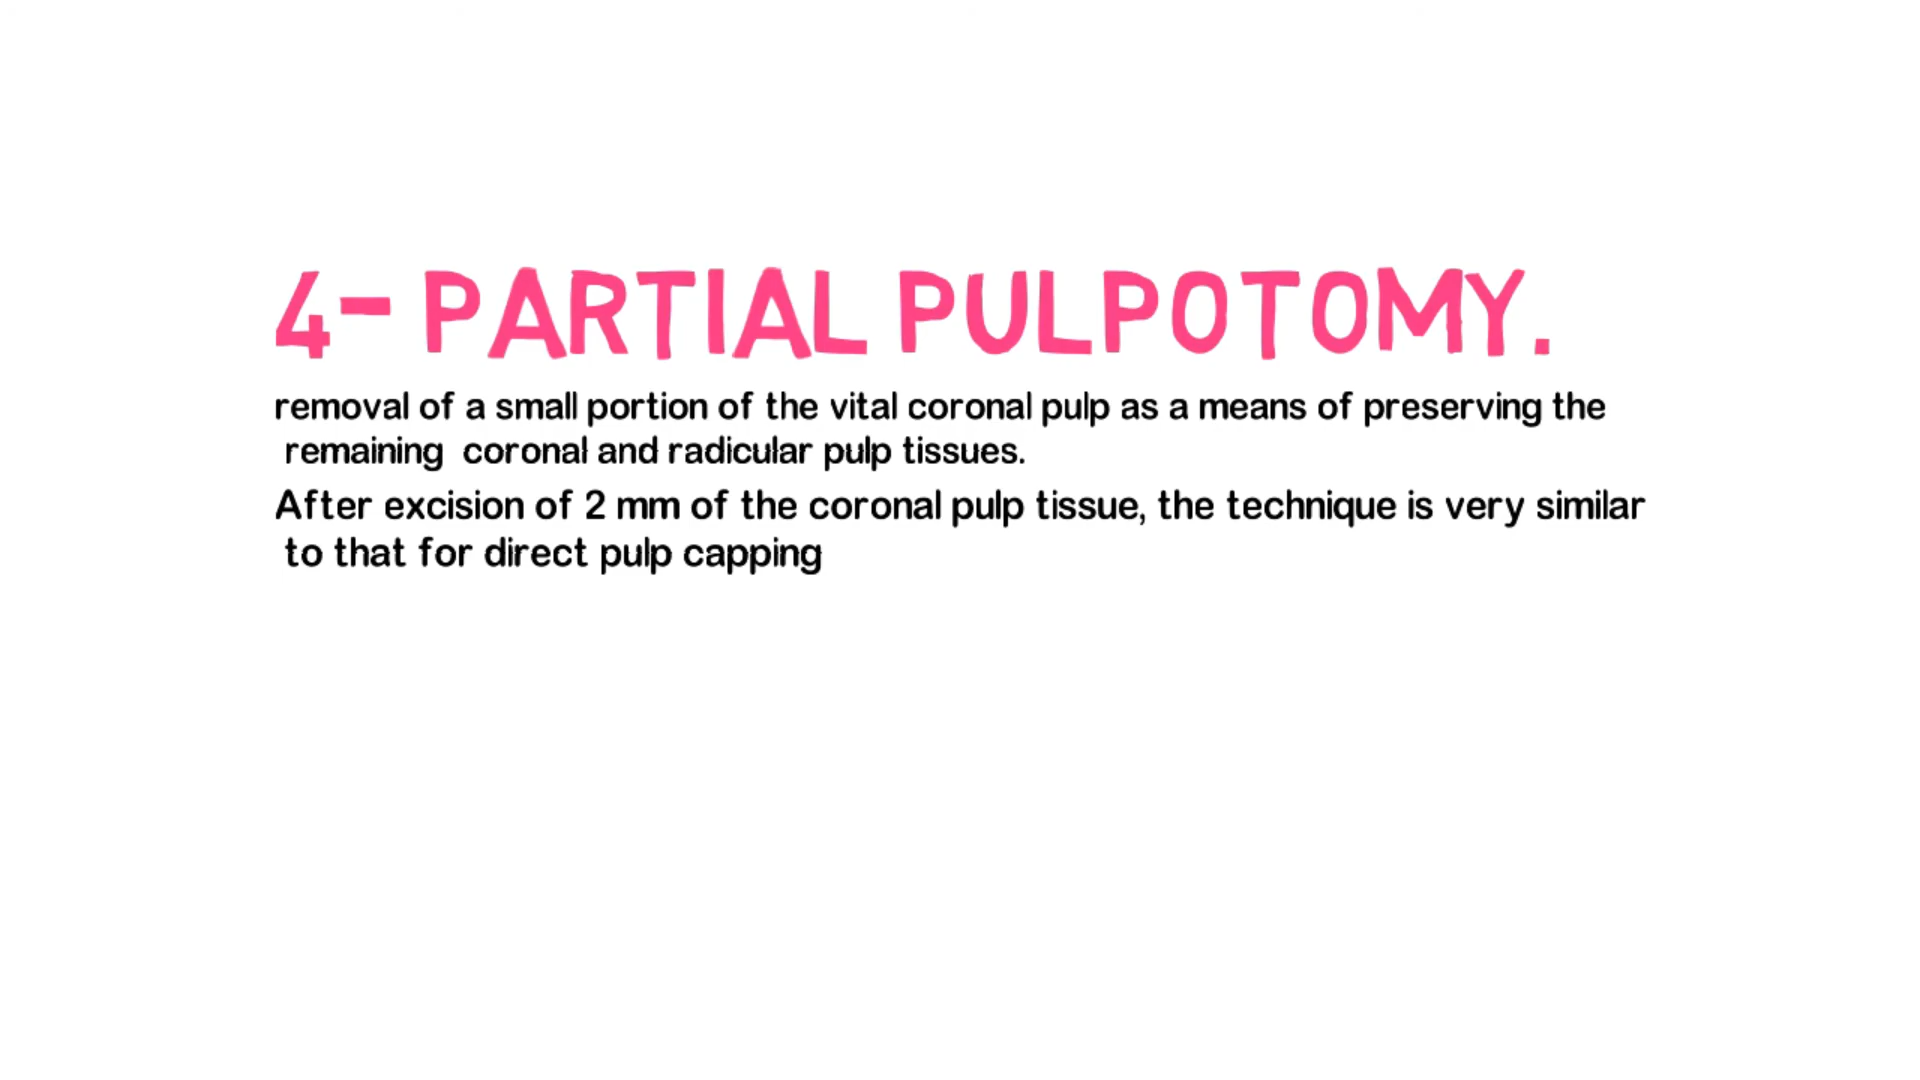 4- PARTIAL PULPOTOMY.
removal of a small portion of the vital coronal pulp as a means of preserving the
remaining coronal and radicular pulp tissues.
After excision of 2 mm of the coronal pulp tissue, the technique is very similar
to that for direct pulp capping